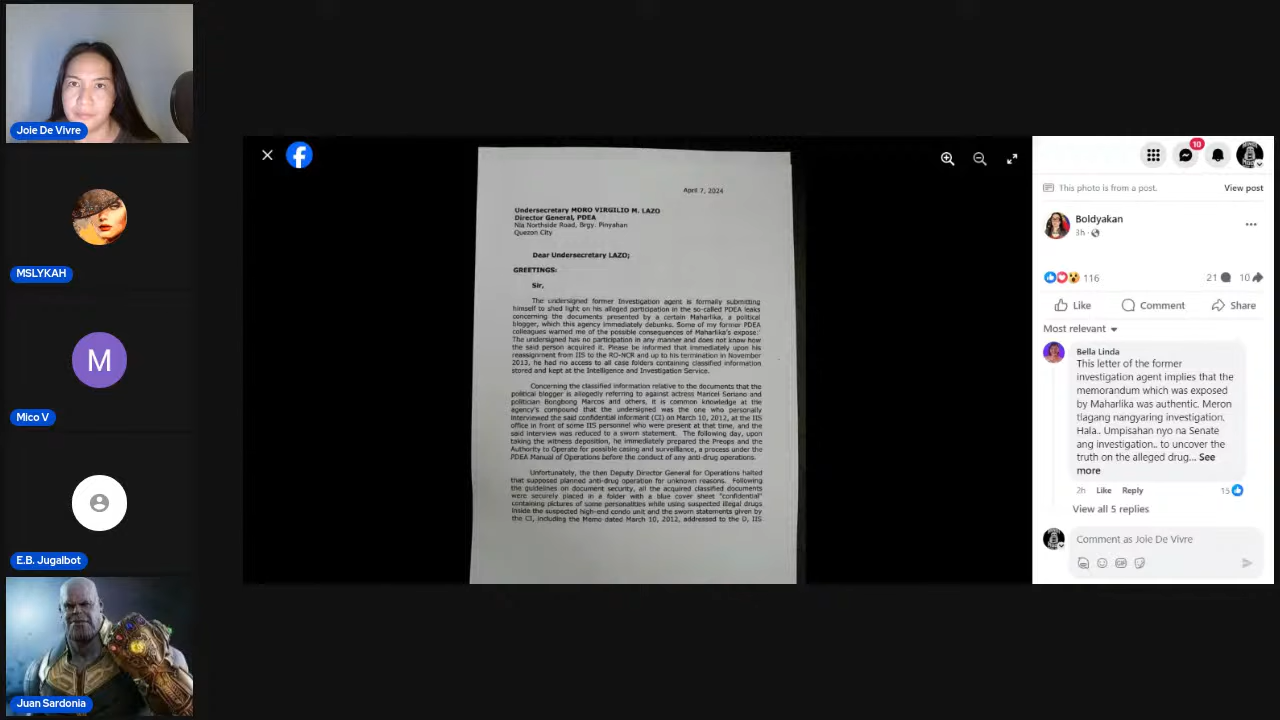 Joie De Vivre
MSLYKAH
M
Mico V
E.B. Jugalbot
Juan Sardonia
April 7, 2024
Undersecretary MORO VIRGILIO M. LAZO
Director General, PDEA
Nia Northside Road, Brgy. Pinyahan
Quezon City
Dear Undersecretary LAZO;
GREETINGS:
Sir,
The undersigned former Investigation agent is formally submitting
himself to shed light on his alleged participation in the so-called PDEA leaks
concerning the documents presented by a certain Maharlika, a political
blogger, which this agency immediately debunks. Some of my former PDEA
colleagues warned me of the possible consequences of Maharlika's expose.
The undersigned has no participation in any manner and does not know how
the said person acquired it. Please be informed that immediately upon his
reassignment from IIS to the RO-NCR and up to his termination in November
2013, he had no access to all case folders containing classified information
stored and kept at the Intelligence and Investigation Service.
Concerning the classified information relative to the documents that the
political blogger is allegedly referring to against actress Maricel Soriano and
politician Bongbong Marcos and others, it is common knowledge at the
agency's compound that the undersigned was the one who personally
interviewed the said confidential informant (CI) on March 10, 2012, at the IIS
office in front of some IIS personnel who were present at that time, and the
said interview was reduced to a sworn statement. The following day, upon
taking the witness deposition, he immediately prepared the Preops and the
Authority to Operate for possible casing and surveillance, a process under the
PDEA Manual of Operations before the conduct of any anti-drug operations.
Unfortunately, the then Deputy Director General for Operations halted
that supposed planned anti-drug operation for unknown reasons. Following
the guidelines on document security, all the acquired classified documents
were securely placed in a folder with a blue cover sheet "confidential"
containing pictures of some personalities while using suspected illegal drugs
inside the suspected high-end condo unit and the sworn statements given by
the CI, including the Memo dated March 10, 2012, addressed to the D, IIS
10
This photo is from a post.
View post
Boldyakan
3h
116
21
10
Like
Comment
Share
Most relevant
Bella Linda
This letter of the former
investigation agent implies that the
memorandum which was exposed
by Maharlika was authentic. Meron
tlagang nangyaring investigation.
Hala.. Umpisahan nyo na Senate
ang investigation.. to uncover the
truth on the alleged drug... See
more
2h Like Reply
15
View all 5 replies
Comment as Joie De Vivre
GIF